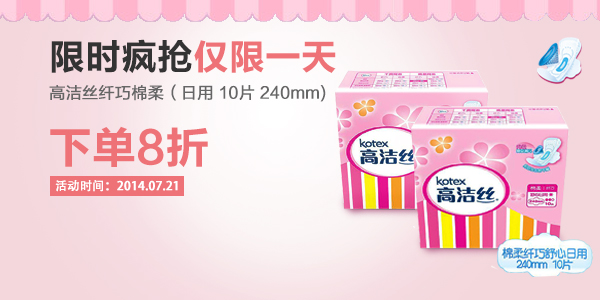 限时疯抢仅限一天
高洁丝纤巧棉柔（日用 10片 240mm）
下单8折
活动时间：2014.07.21
kotex
高洁丝
kotex
高洁丝
棉柔纤巧舒心日用
240mm 10片